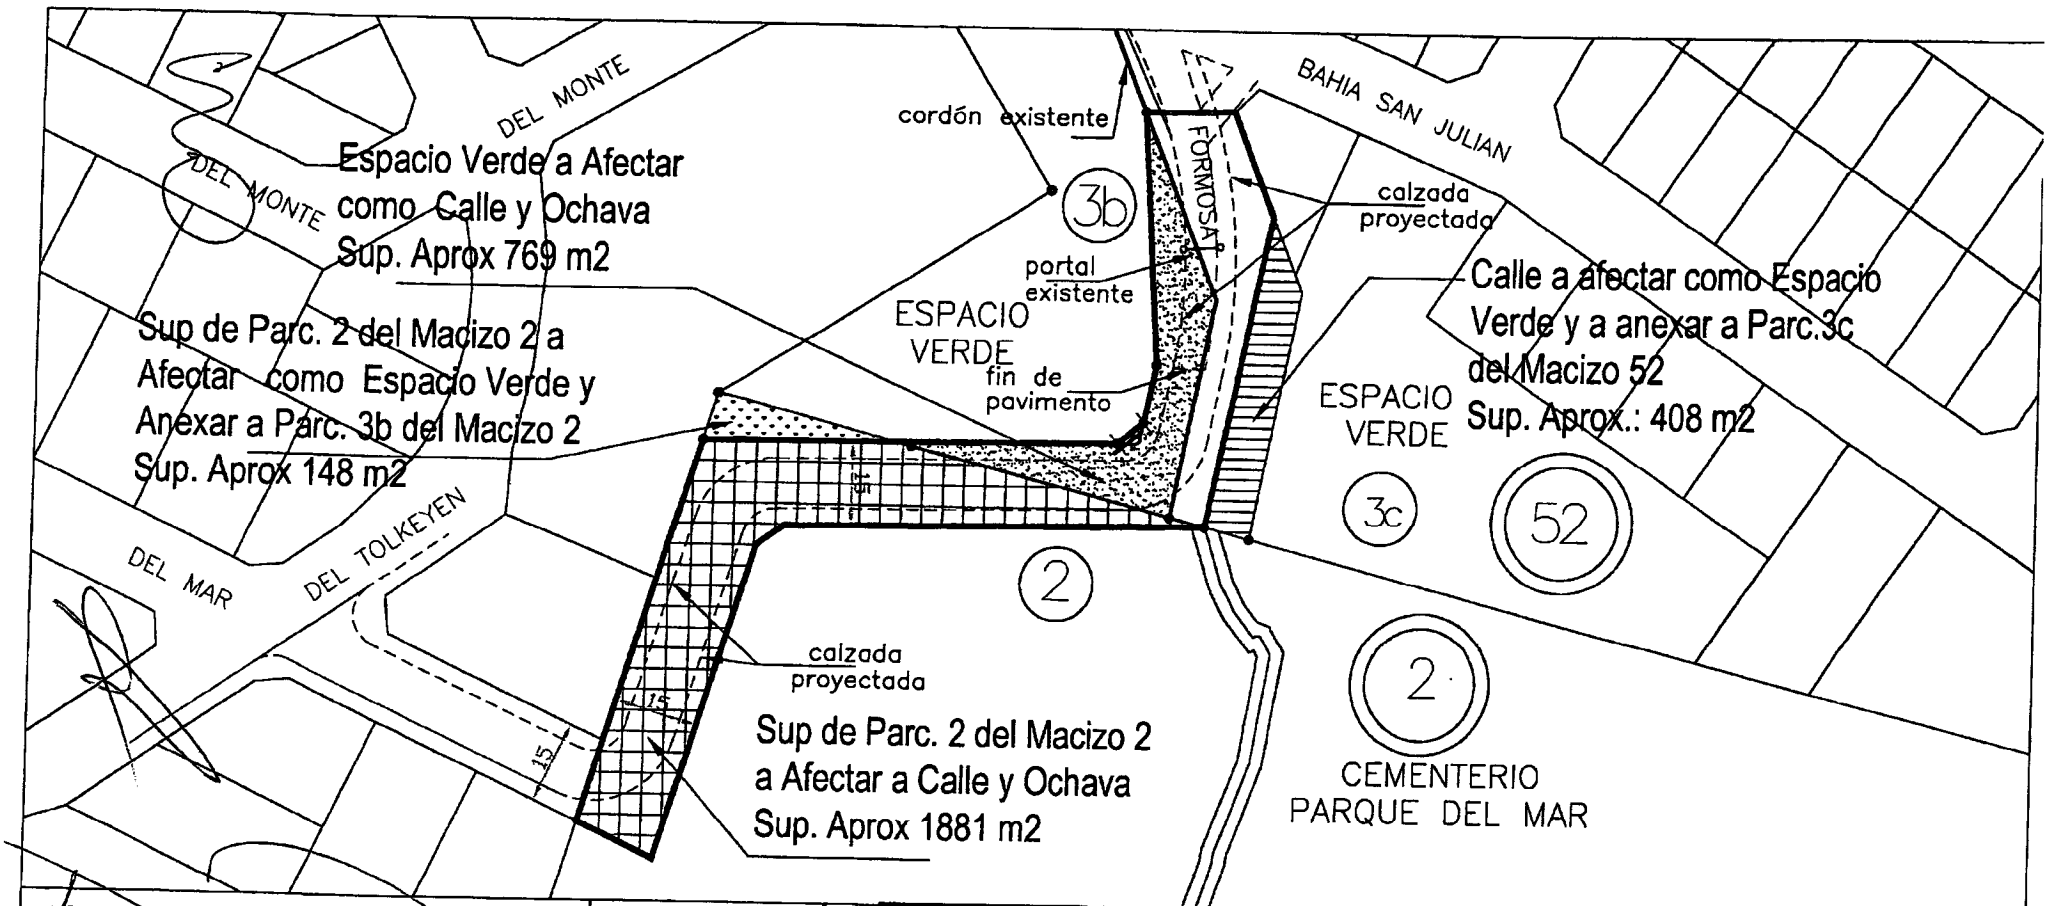 DEL MONTE
BAHIA SAN JULIAN
cordón existente
Espacio Verde a Afectar
como Calle y Ochava
Sup. Aprox 769 m2
DEL MONTE
3b
FORMOSA
calzada
proyectada
portal
existente
Calle a afectar como Espacio
Verde y a anexar a Parc.3c
del Macizo 52
Sup. Aprox.: 408 m2
ESPACIO
VERDE
Sup de Parc. 2 del Macizo 2 a
Afectar como Espacio Verde y
Anexar a Parc. 3b del Macizo 2
Sup. Aprox 148 m2
fin de
pavimento
ESPACIO
VERDE
15
3c
52
DEL TOLKEYEN
DEL MAR
2
calzada
proyectada
15
15
2
Sup de Parc. 2 del Macizo 2
a Afectar a Calle y Ochava
Sup. Aprox 1881 m2
CEMENTERIO
PARQUE DEL MAR